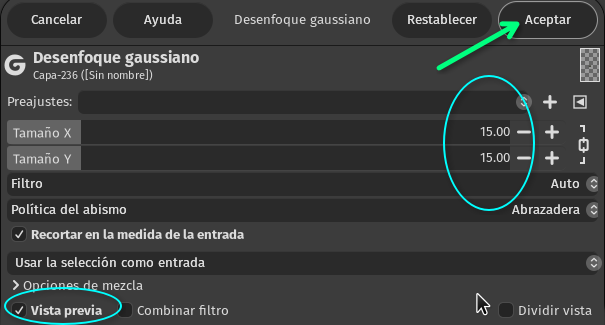 Cancelar Ayuda Desenfoque gaussiano Restablecer Aceptar
Desenfoque gaussiano
Capa-236 ([Sin nombre])
Preajustes:
Tamaño X 15.00
Tamaño Y 15.00
Filtro Auto
Política del abismo Abrazadera
Recortar en la medida de la entrada
Usar la selección como entrada
Opciones de mezcla
Vista previa Combinar filtro Dividir vista